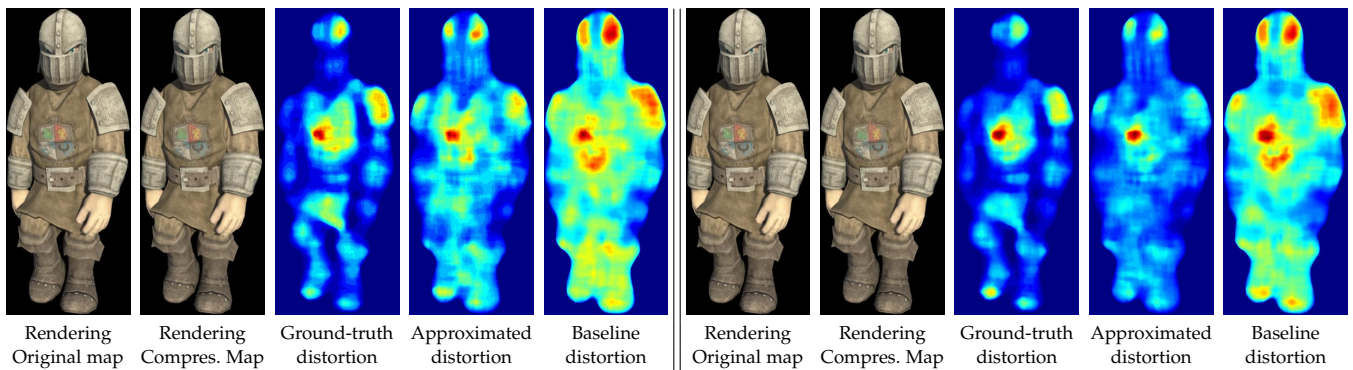 Rendering
Original map
Rendering
Compres. Map
Ground-truth
distortion
Approximated
distortion
Baseline
distortion
Rendering
Original map
Rendering
Compres. Map
Ground-truth
distortion
Approximated
distortion
Baseline
distortion